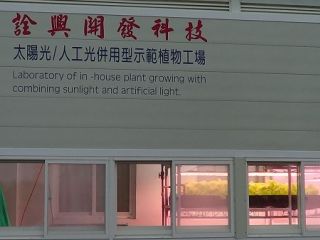 詮興開發科技
太陽光/人工光併用型示範植物工場
Laboratory of in -house plant growing with
combining sunlight and artificial light.